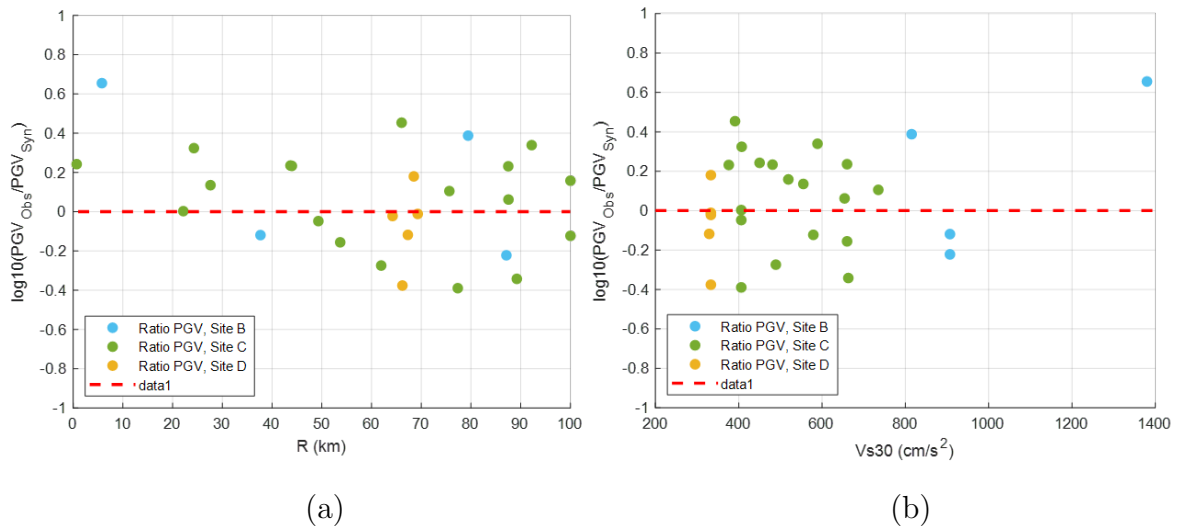 1
0.8
0.6
0.4
0.2
0
-0.2
-0.4
-0.6
-0.8
-1
log10(PGV_Obs/PGV_Syn)
Ratio PGV, Site B
Ratio PGV, Site C
Ratio PGV, Site D
data1
0 10 20 30 40 50 60 70 80 90 100
R (km)
(a)
1
0.8
0.6
0.4
0.2
0
-0.2
-0.4
-0.6
-0.8
-1
log10(PGV_Obs/PGV_Syn)
Ratio PGV, Site B
Ratio PGV, Site C
Ratio PGV, Site D
data1
200 400 600 800 1000 1200 1400
Vs30 (cm/s²)
(b)